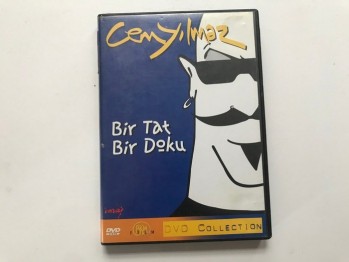 Cem Yılmaz
Bir Tat
Bir Doku
DVD
DVD Collection